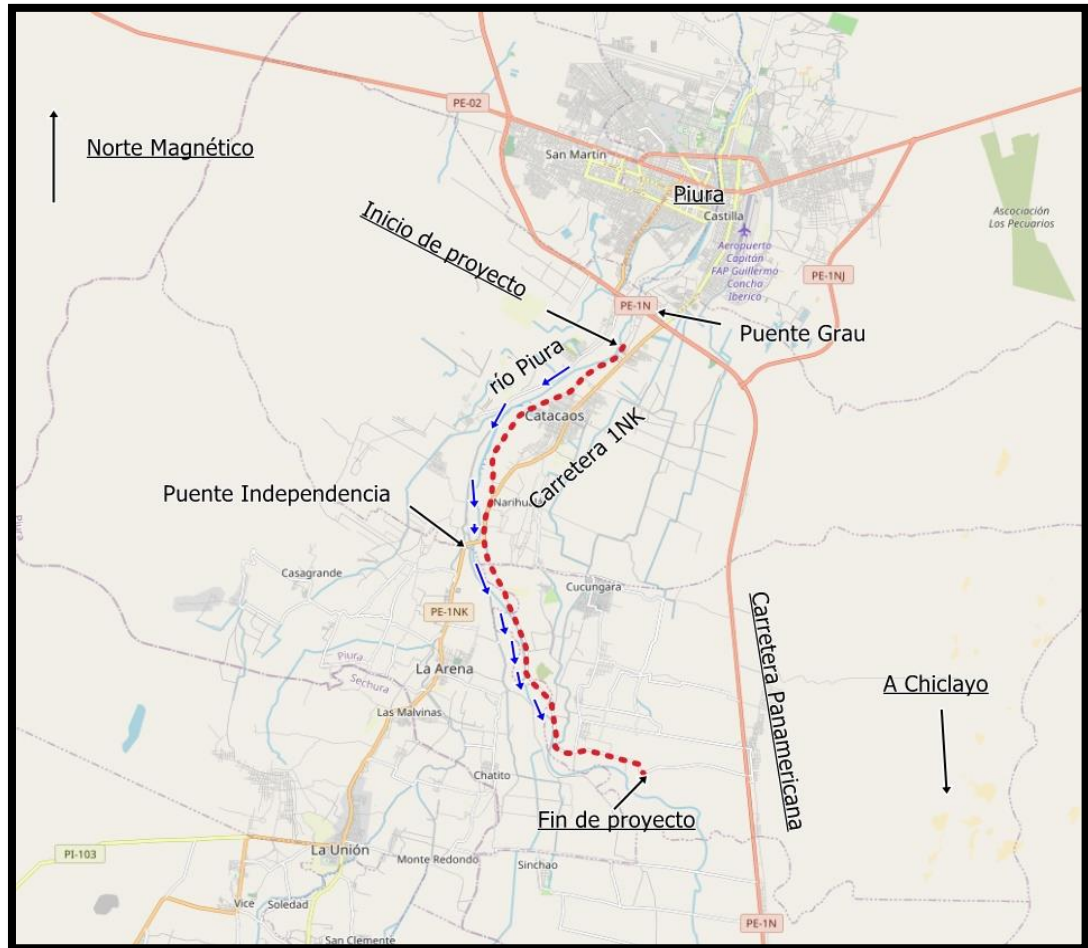 PE-02
Norte Magnético
San Martin
Piura
Castilla
Inicio de proyecto
Asccociación
Los Pecuarios
Aeropuerto
Capitán
FAP Guillermo
Concha
Iberica
PE-1NJ
PE-1N
Puente Grau
río Piura
Catacaos
Carretera 1NK
Puente Independencia
Narihualá
Casagrande
Cucungara
PE-1NK
Piura
Sechura
La Arena
Carretera Panamericana
A Chiclayo
Las Malvinas
Chatito
Fin de proyecto
PI-103
La Unión
Monte Redondo
Sinchao
Vice
Soledad
San Clemente
PE-1N